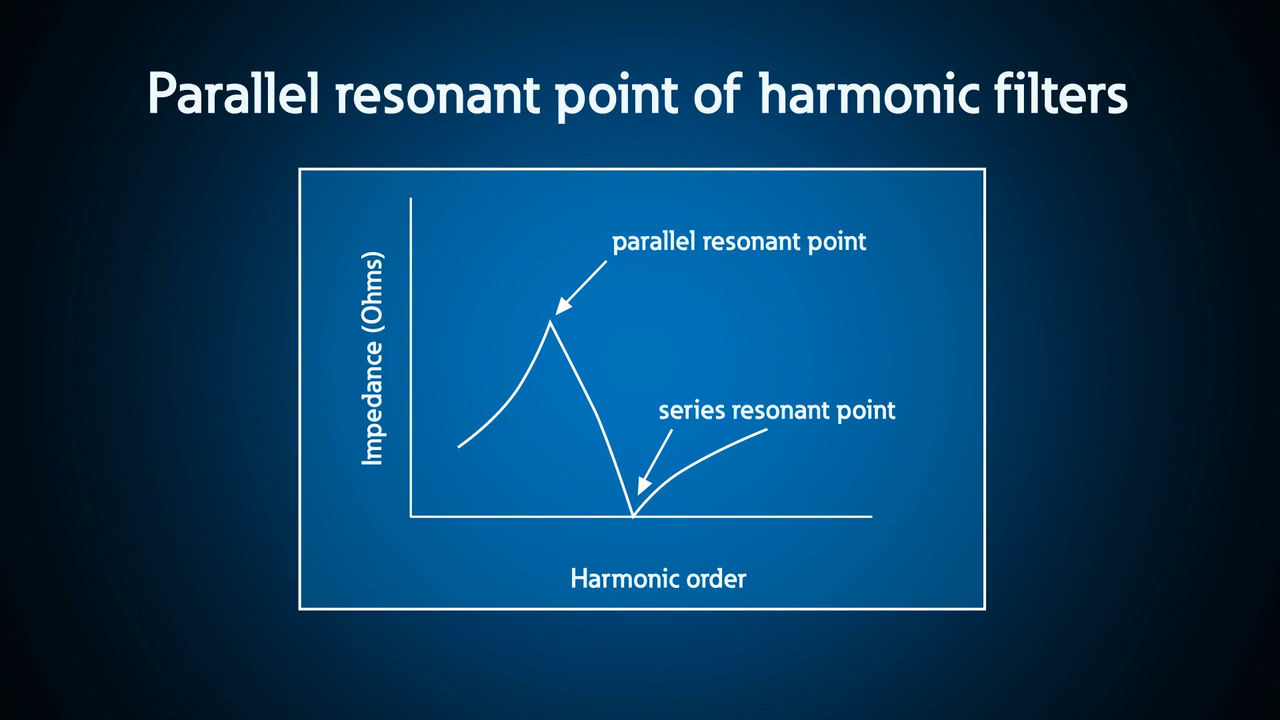 Parallel resonant point of harmonic filters
parallel resonant point
Impedance (Ohms)
series resonant point
Harmonic order